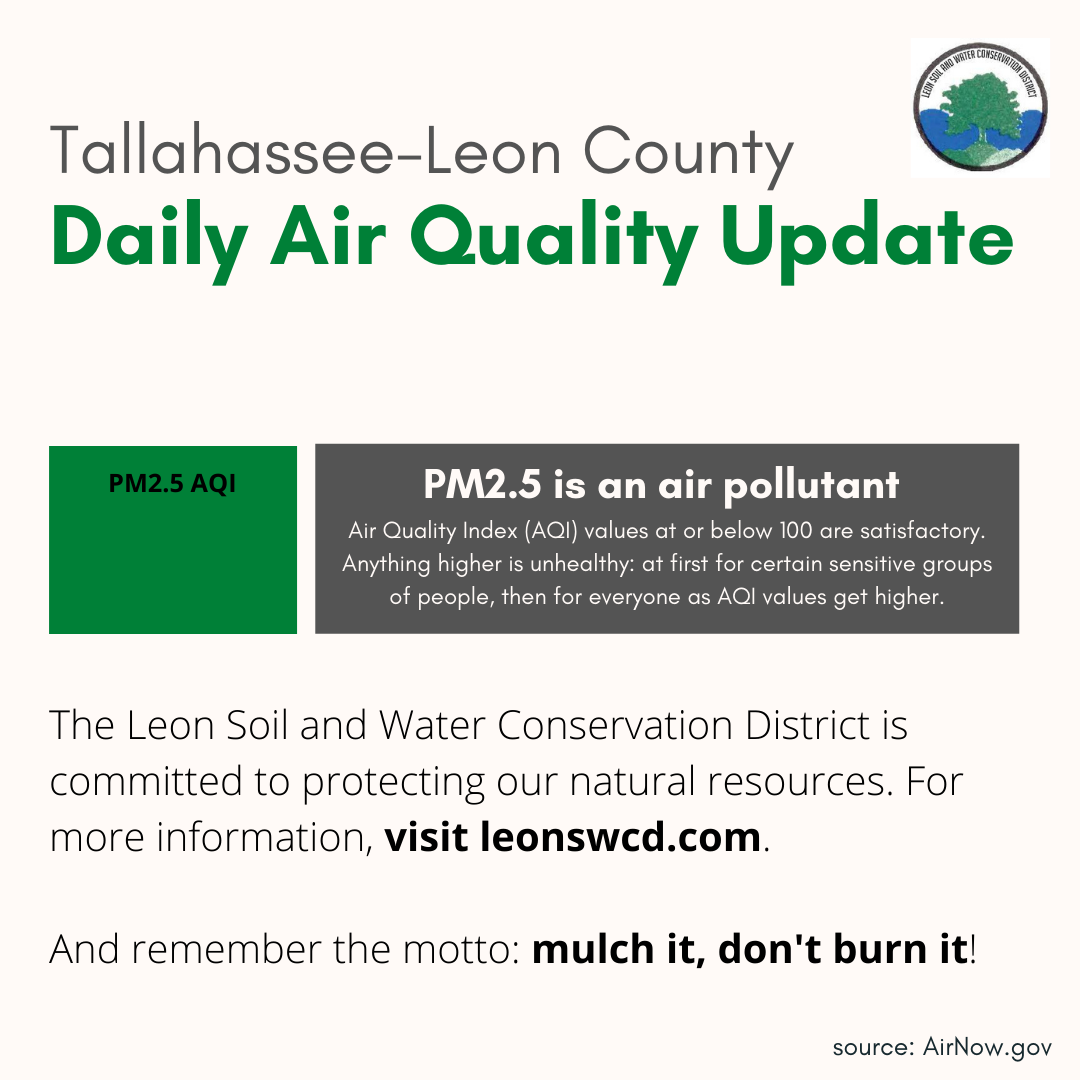 LEON SOIL AND WATER CONSERVATION DISTRICT
Tallahassee-Leon County
Daily Air Quality Update
PM2.5 AQI
PM2.5 is an air pollutant
Air Quality Index (AQI) values at or below 100 are satisfactory.
Anything higher is unhealthy: at first for certain sensitive groups
of people, then for everyone as AQI values get higher.
The Leon Soil and Water Conservation District is
committed to protecting our natural resources. For
more information, visit leonswcd.com.
And remember the motto: mulch it, don't burn it!
source: AirNow.gov